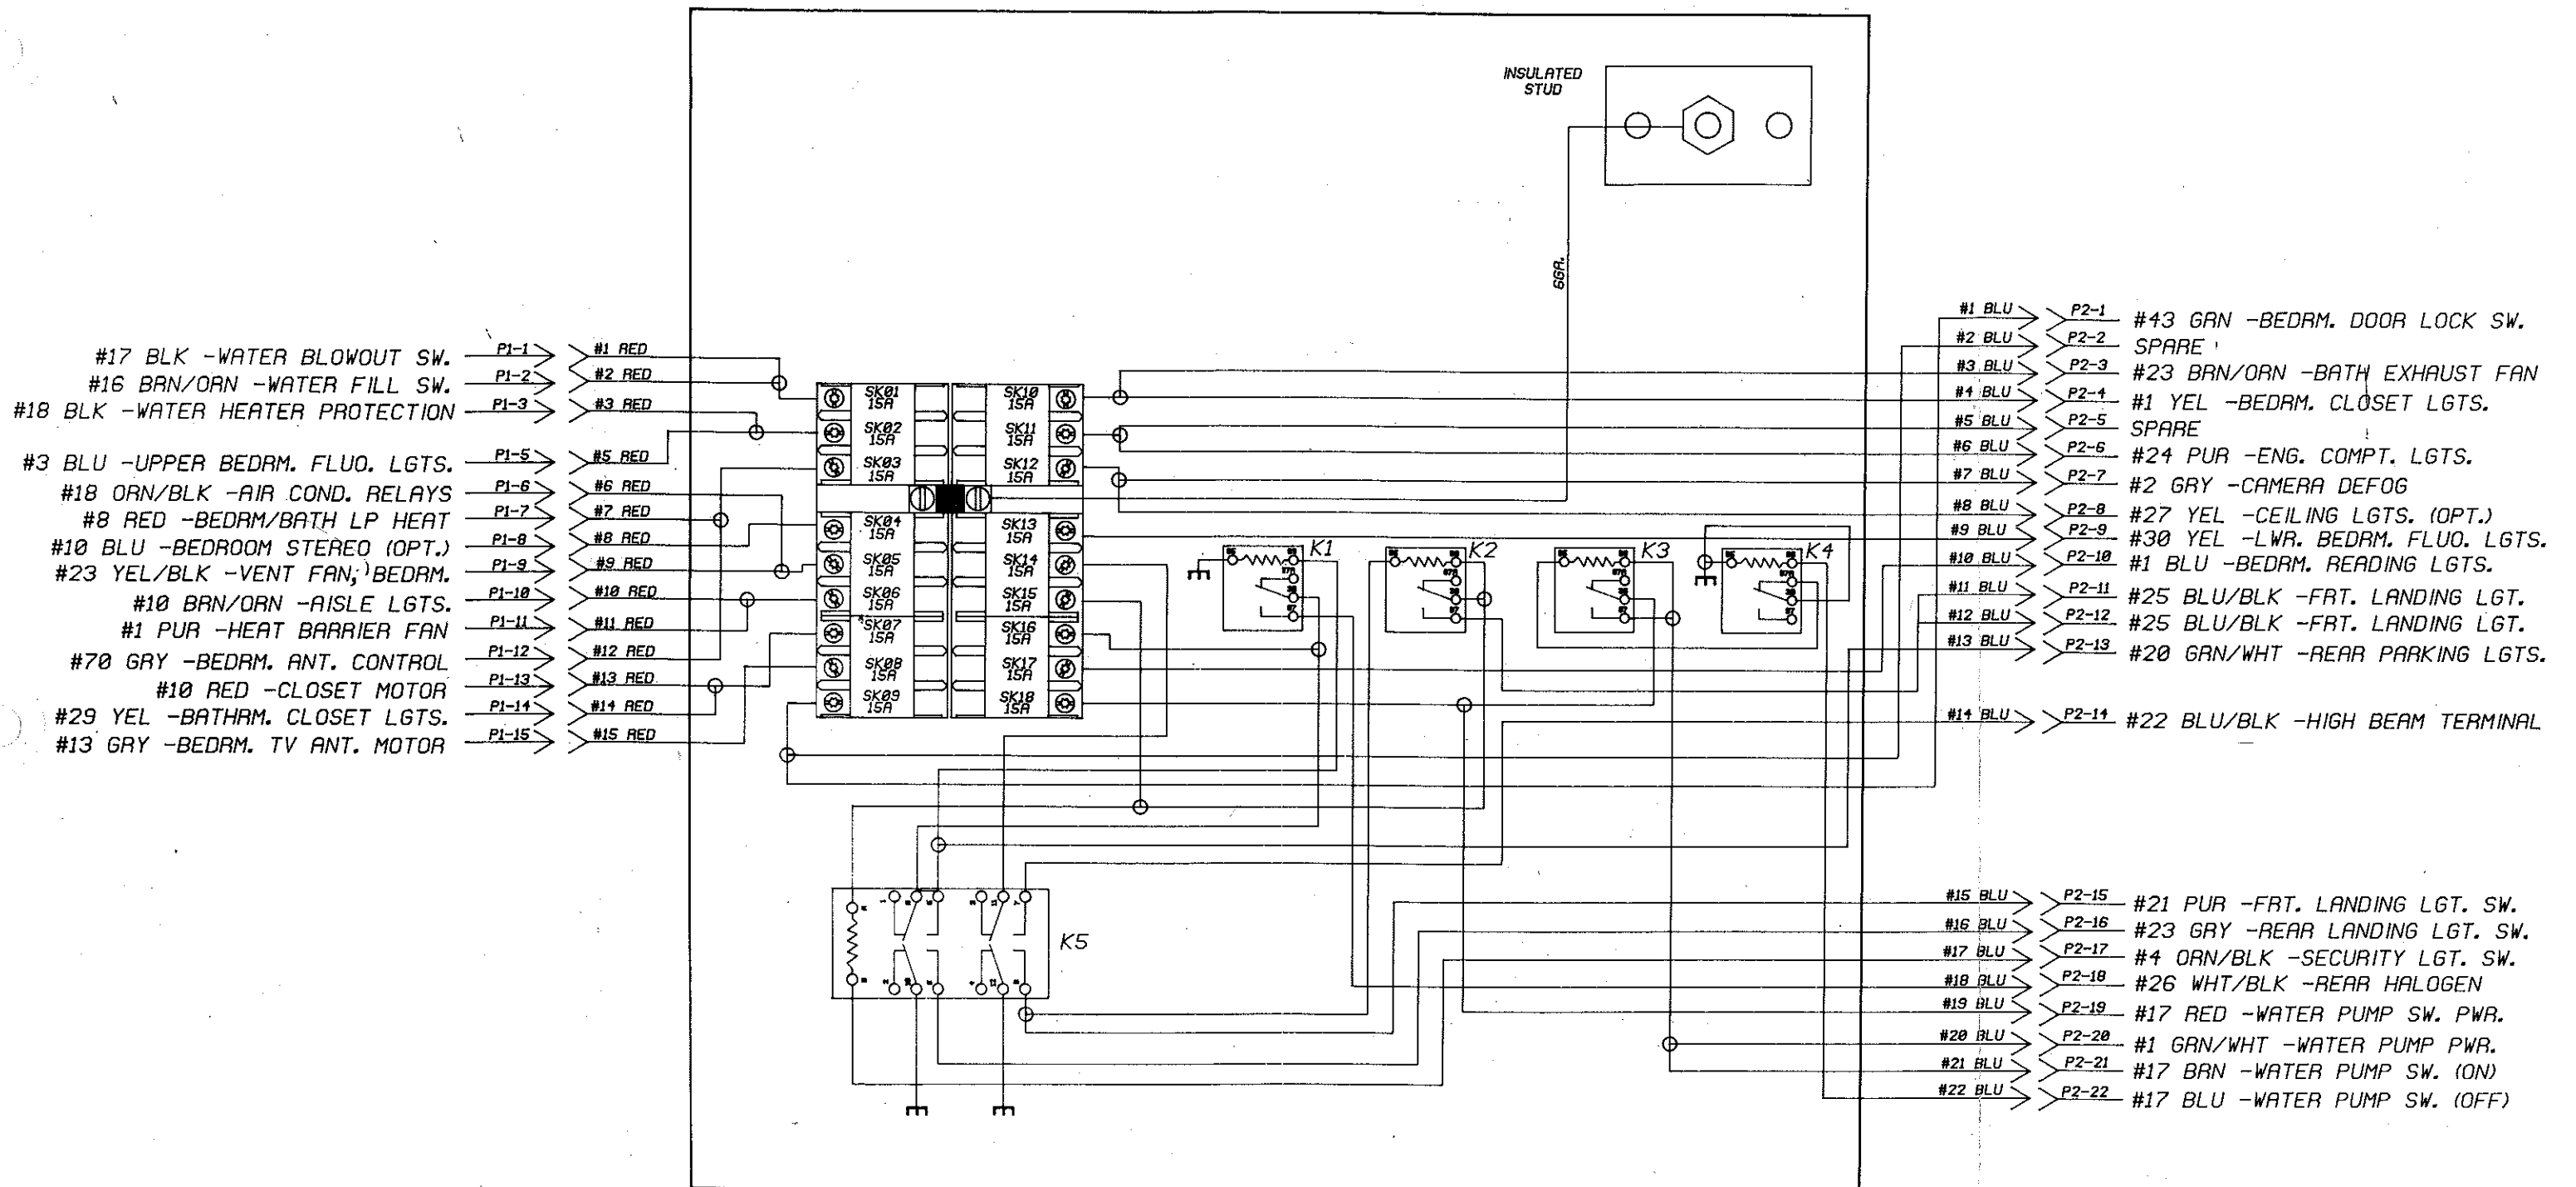 INSULATED
STUD
6GA.
#17 BLK -WATER BLOWOUT SW. P1-1 #1 RED
#16 BRN/ORN -WATER FILL SW. P1-2 #2 RED
#18 BLK -WATER HEATER PROTECTION P1-3 #3 RED
#3 BLU -UPPER BEDRM. FLUO. LGTS. P1-5 #5 RED
#18 ORN/BLK -AIR COND. RELAYS P1-6 #6 RED
#8 RED -BEDRM/BATH LP HEAT P1-7 #7 RED
#10 BLU -BEDROOM STEREO (OPT.) P1-8 #8 RED
#23 YEL/BLK -VENT FAN, BEDRM. P1-9 #9 RED
#10 BRN/ORN -AISLE LGTS. P1-10 #10 RED
#1 PUR -HEAT BARRIER FAN P1-11 #11 RED
#70 GRY -BEDRM. ANT. CONTROL P1-12 #12 RED
#10 RED -CLOSET MOTOR P1-13 #13 RED
#29 YEL -BATHRM. CLOSET LGTS. P1-14 #14 RED
#13 GRY -BEDRM. TV ANT. MOTOR P1-15 #15 RED
SK01
15A
SK02
15A
SK03
15A
SK04
15A
SK05
15A
SK06
15A
SK07
15A
SK08
15A
SK09
15A
SK10
15A
SK11
15A
SK12
15A
SK13
15A
SK14
15A
SK15
15A
SK16
15A
SK17
15A
SK18
15A
K1
K2
K3
K4
K5
#1 BLU P2-1 #43 GRN -BEDRM. DOOR LOCK SW.
#2 BLU P2-2 SPARE
#3 BLU P2-3 #23 BRN/ORN -BATH EXHAUST FAN
#4 BLU P2-4 #1 YEL -BEDRM. CLOSET LGTS.
#5 BLU P2-5 SPARE
#6 BLU P2-6 #24 PUR -ENG. COMPT. LGTS.
#7 BLU P2-7 #2 GRY -CAMERA DEFOG
#8 BLU P2-8 #27 YEL -CEILING LGTS. (OPT.)
#9 BLU P2-9 #30 YEL -LWR. BEDRM. FLUO. LGTS.
#10 BLU P2-10 #1 BLU -BEDRM. READING LGTS.
#11 BLU P2-11 #25 BLU/BLK -FRT. LANDING LGT.
#12 BLU P2-12 #25 BLU/BLK -FRT. LANDING LGT.
#13 BLU P2-13 #20 GRN/WHT -REAR PARKING LGTS.
#14 BLU P2-14 #22 BLU/BLK -HIGH BEAM TERMINAL
#15 BLU P2-15 #21 PUR -FRT. LANDING LGT. SW.
#16 BLU P2-16 #23 GRY -REAR LANDING LGT. SW.
#17 BLU P2-17 #4 ORN/BLK -SECURITY LGT. SW.
#18 BLU P2-18 #26 WHT/BLK -REAR HALOGEN
#19 BLU P2-19 #17 RED -WATER PUMP SW. PWR.
#20 BLU P2-20 #1 GRN/WHT -WATER PUMP PWR.
#21 BLU P2-21 #17 BRN -WATER PUMP SW. (ON)
#22 BLU P2-22 #17 BLU -WATER PUMP SW. (OFF)